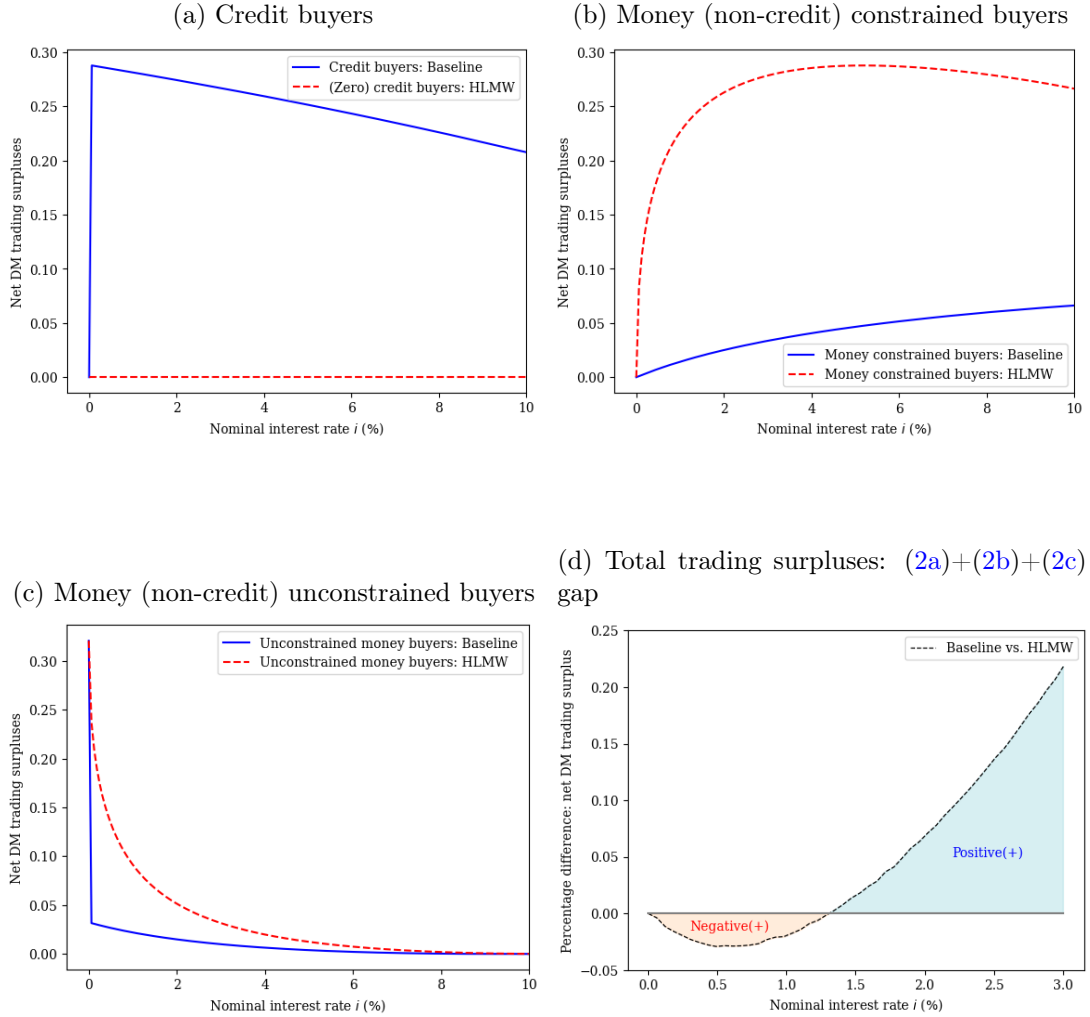 (a) Credit buyers
0.30
0.25
0.20
0.15
0.10
0.05
0.00
Net DM trading surpluses
Credit buyers: Baseline
(Zero) credit buyers: HLMW
0 2 4 6 8 10
Nominal interest rate i (%)
(b) Money (non-credit) constrained buyers
0.30
0.25
0.20
0.15
0.10
0.05
0.00
Net DM trading surpluses
Money constrained buyers: Baseline
Money constrained buyers: HLMW
0 2 4 6 8 10
Nominal interest rate i (%)
(c) Money (non-credit) unconstrained buyers
0.30
0.25
0.20
0.15
0.10
0.05
0.00
Net DM trading surpluses
Unconstrained money buyers: Baseline
Unconstrained money buyers: HLMW
0 2 4 6 8 10
Nominal interest rate i (%)
(d) Total trading surpluses: (2a)+(2b)+(2c)
gap
0.25
0.20
0.15
0.10
0.05
0.00
−0.05
Percentage difference: net DM trading surplus
Baseline vs. HLMW
Positive(+)
Negative(+)
0.0 0.5 1.0 1.5 2.0 2.5 3.0
Nominal interest rate i (%)